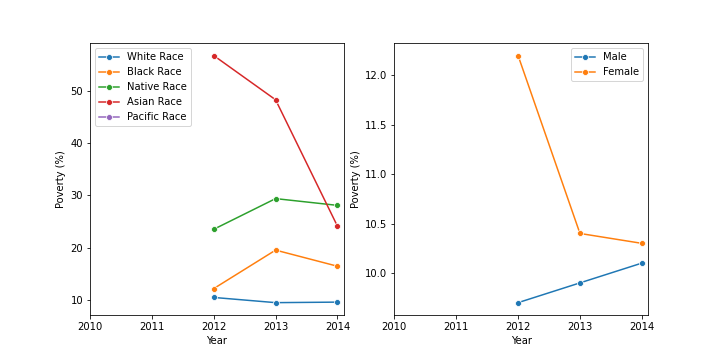 White Race
Black Race
Native Race
Asian Race
Pacific Race
50
40
30
20
10
Poverty (%)
2010 2011 2012 2013 2014
Year
Male
Female
12.0
11.5
11.0
10.5
10.0
Poverty (%)
2010 2011 2012 2013 2014
Year